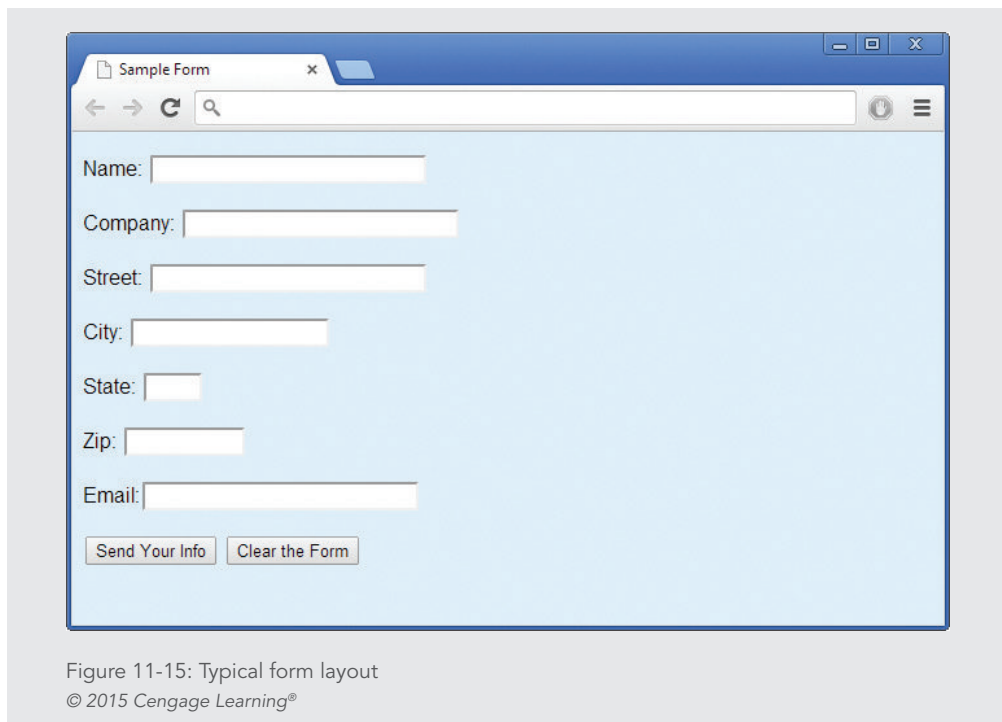 Sample Form
Name:
Company:
Street:
City:
State:
Zip:
Email:
Send Your Info Clear the Form
Figure 11-15: Typical form layout
© 2015 Cengage Learning®